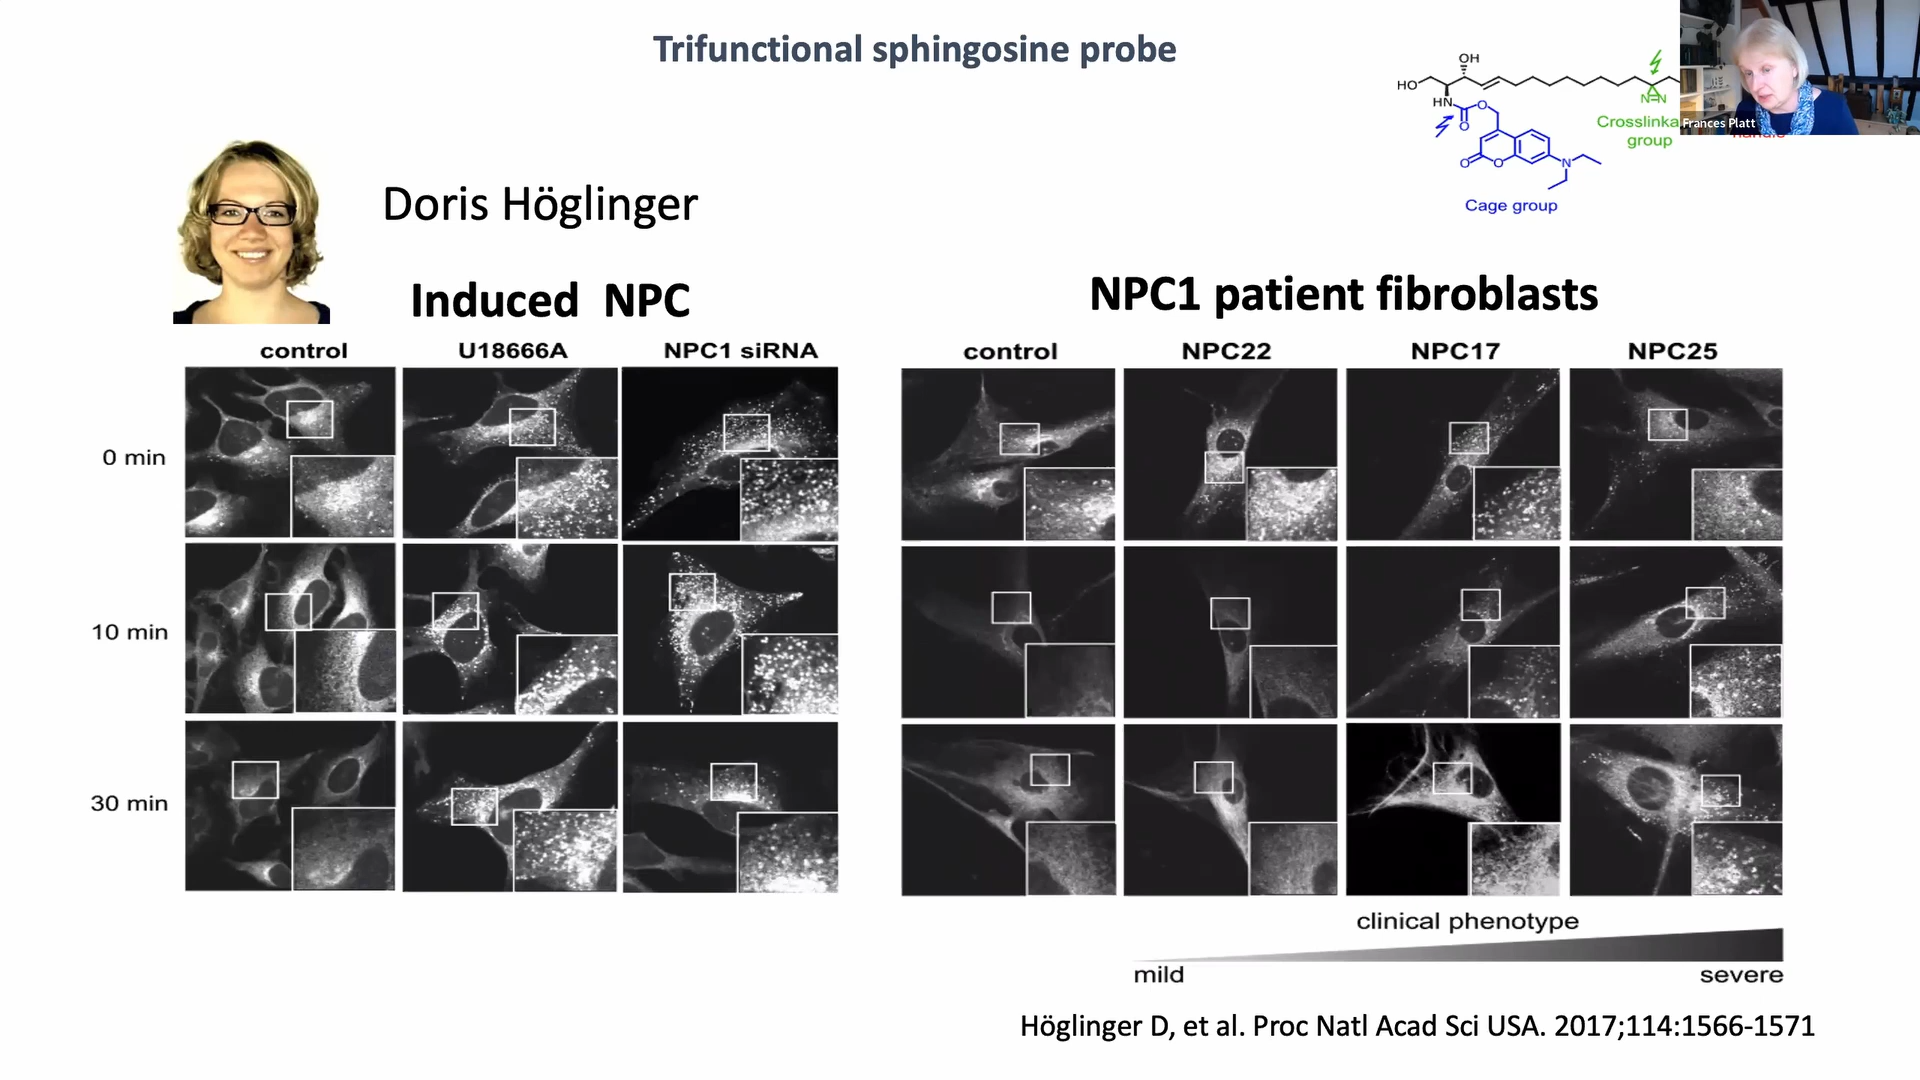 Trifunctional sphingosine probe
HO
OH
HN
O
O
N=N
Crosslinka
group
O
O
N
Cage group
Frances Platt
Doris Höglinger
Induced NPC
NPC1 patient fibroblasts
control
U18666A
NPC1 siRNA
control
NPC22
NPC17
NPC25
0 min
10 min
30 min
clinical phenotype
mild
severe
Höglinger D, et al. Proc Natl Acad Sci USA. 2017;114:1566-1571